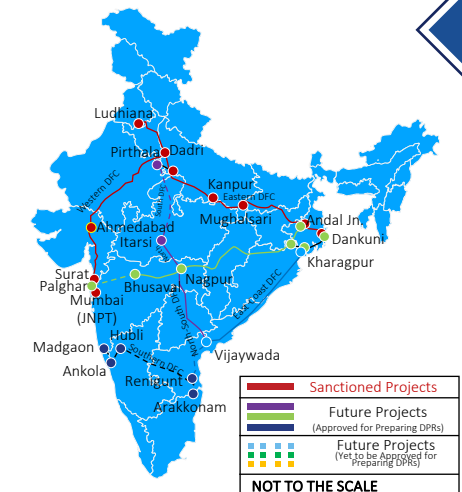 Ludhiana
Pirthala Dadri
Western DFC
Kanpur
Eastern DFC
Mughalsari
Andal Jn.
Dankuni
Kharagpur
Ahmedabad
Itarsi
North-South DFC
Surat
Palghar
Bhusaval
Nagpur
Mumbai
(JNPT)
East Coast DFC
Hubli
Madgaon
Southern DFC
Ankola
Vijaywada
Renigunt
Arakkonam
Sanctioned Projects
Future Projects
(Approved for Preparing DPRs)
Future Projects
(Yet to be Approved for
Preparing DPRs)
NOT TO THE SCALE